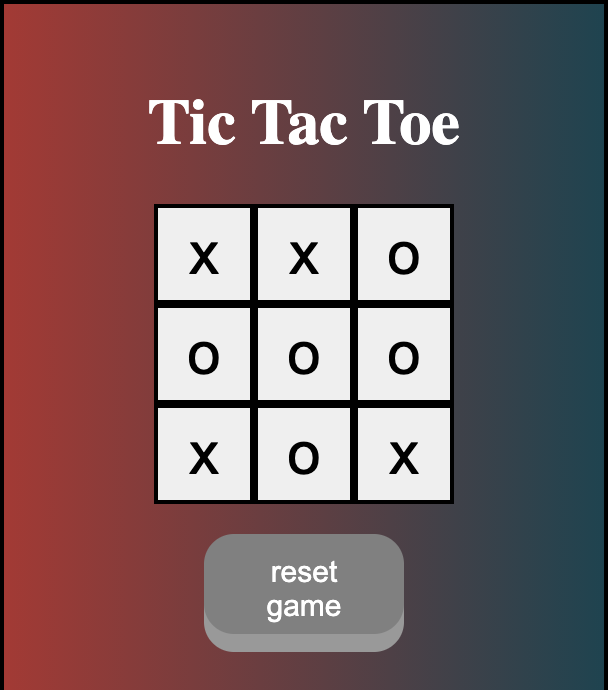 Tic Tac Toe
X X O
O O O
X O X
reset
game